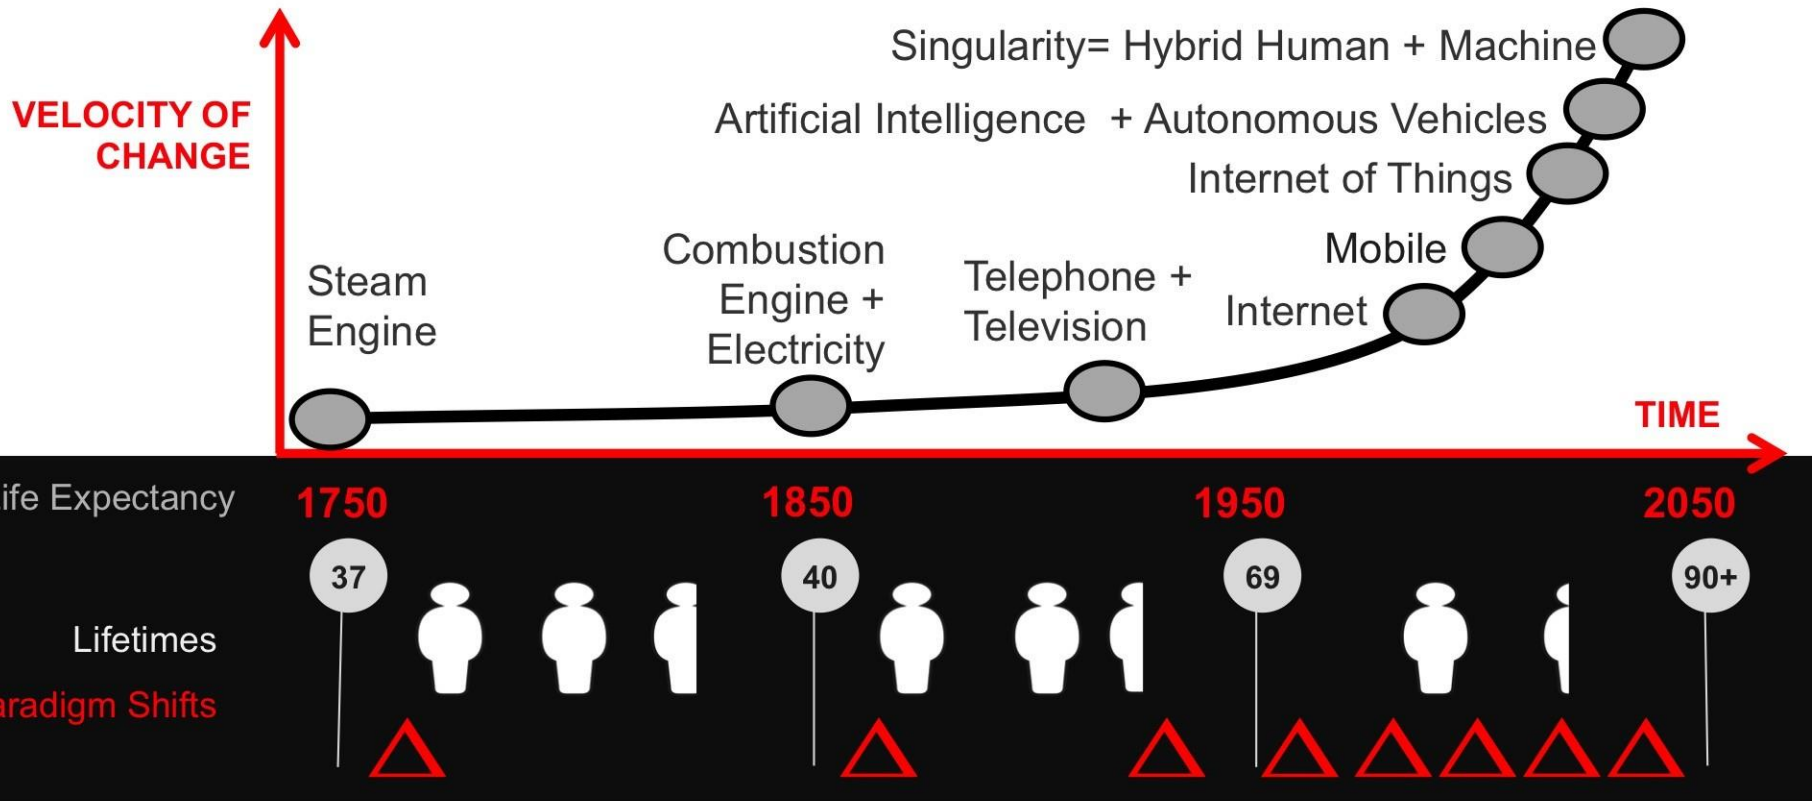 Singularity= Hybrid Human + Machine
VELOCITY OF
CHANGE
Artificial Intelligence + Autonomous Vehicles
Internet of Things
Steam
Engine
Combustion
Engine +
Electricity
Telephone +
Television
Mobile
Internet
TIME
ife Expectancy
1750
1850
1950
2050
37
40
69
90+
Lifetimes
aradigm Shifts